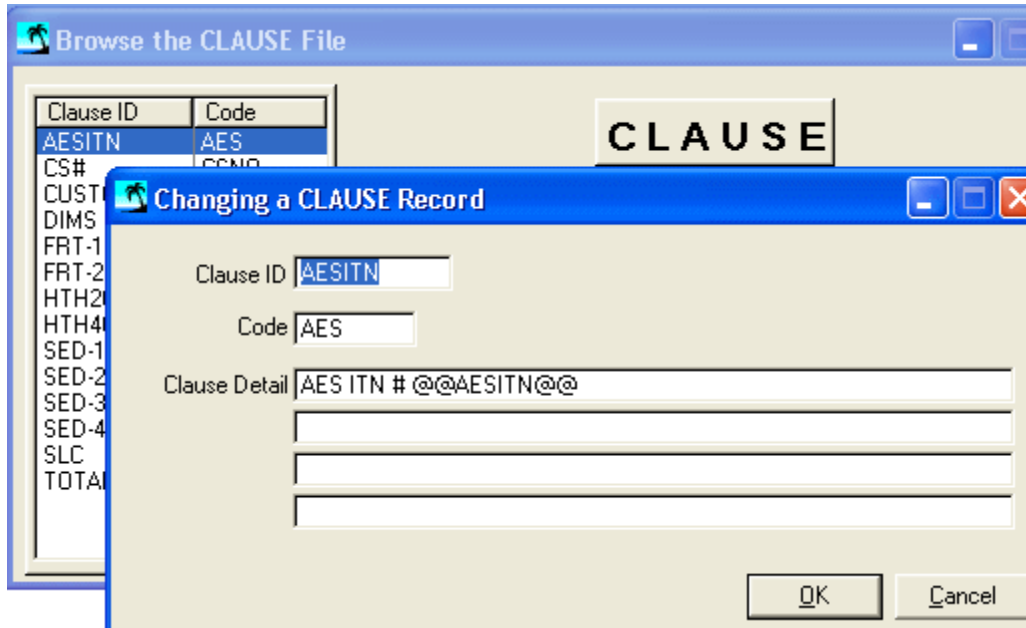 Browse the CLAUSE File
Clause ID Code
AESITN AES
CLAUSE
CS#
Changing a CLAUSE Record
DIMS
FRT-1
FRT-2
SED-1
SED-2
SED-3
SED-4
SLC
Clause ID AESITN
Code AES
Clause Detail AES ITN # @@AESITN@@
OK Cancel